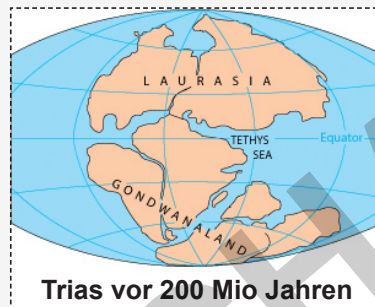 LAURASIA
TETHYS
SEA
Equator
GONDWANALAND
Trias vor 200 Mio Jahren